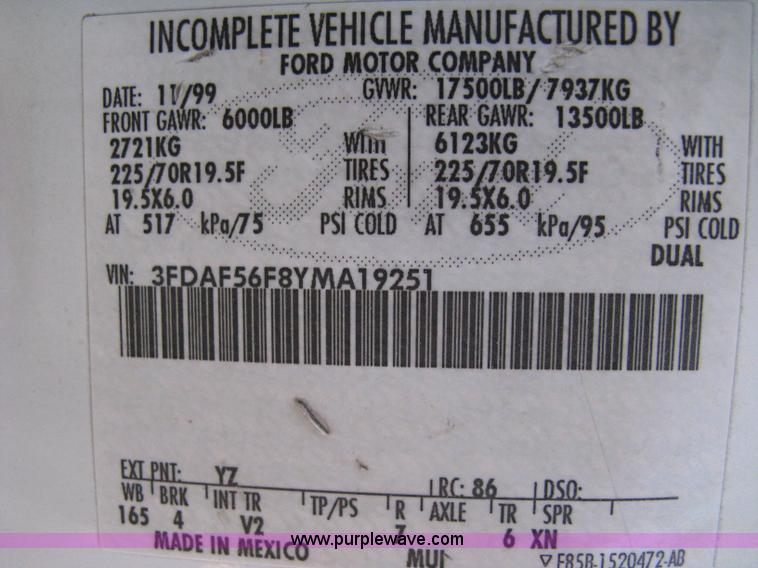 INCOMPLETE VEHICLE MANUFACTURED BY
FORD MOTOR COMPANY
DATE: 11/99 GVWR: 17500LB/ 7937KG
FRONT GAWR: 6000LB REAR GAWR: 13500LB
2721KG WITH 6123KG WITH
225/70R19.5F TIRES 225/70R19.5F TIRES
19.5X6.0 RIMS 19.5X6.0 RIMS
AT 517 kPa/75 PSI COLD AT 655 kPa/95 PSI COLD
DUAL
VIN: 3FDAF56F8YMA19251
EXT PNT: YZ RC: 86 DSO:
WB BRK INT TR TP/PS R AXLE TR SPR
165 4 V2 7 6 XN
MADE IN MEXICO www.purplewave.com
F85B-1520472-AB